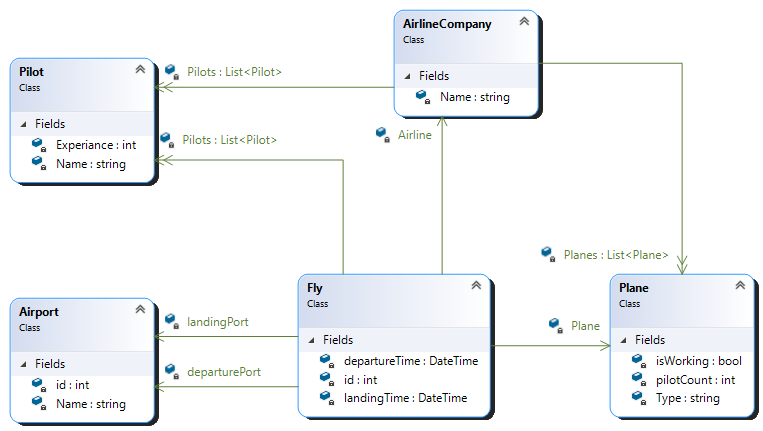 AirlineCompany
Class
Fields
Name : string
Pilot
Class
Fields
Experiance : int
Name : string
Pilots : List<Pilot>
Pilots : List<Pilot>
Airline
Planes : List<Plane>
Airport
Class
Fields
id : int
Name : string
landingPort
departurePort
Fly
Class
Fields
departureTime : DateTime
id : int
landingTime : DateTime
Plane
Plane
Class
Fields
isWorking : bool
pilotCount : int
Type : string